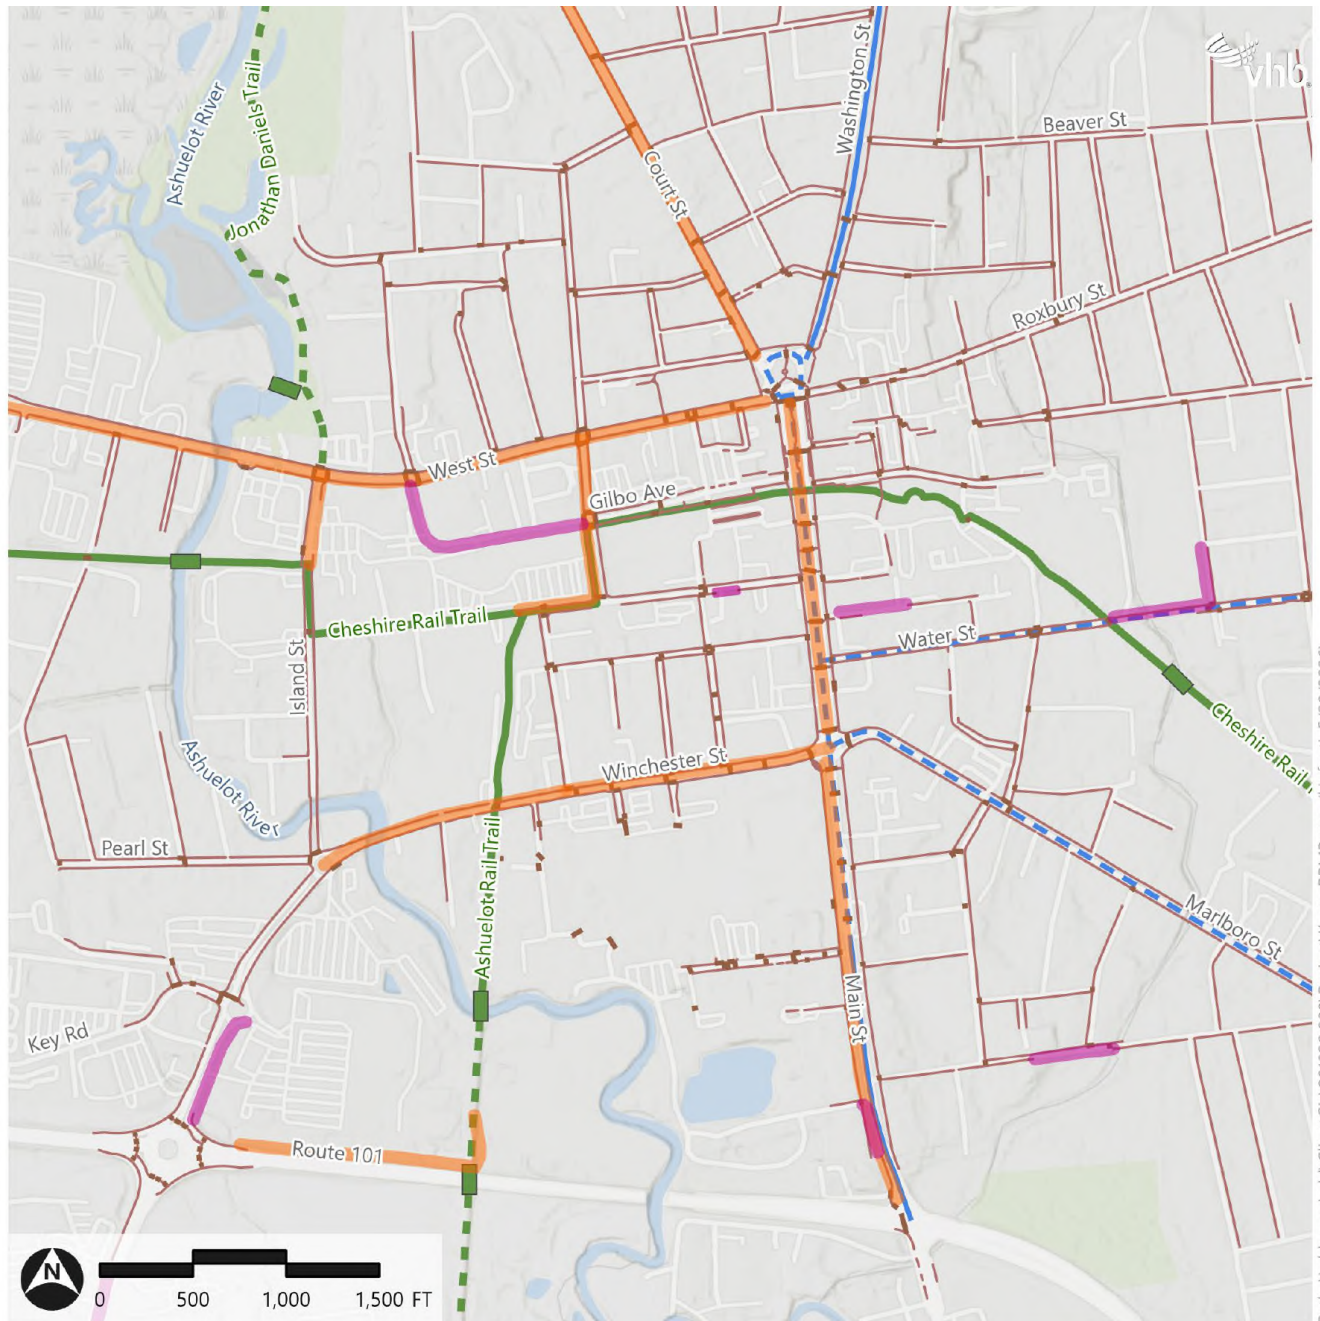 vhb.
Washington St
Beaver St
Ashuelot River
Jonathan Daniels Trail
Court St
Roxbury St
West St
Gilbo Ave
Cheshire Rail Trail
Water St
Island St
Cheshire Rail
Winchester St
Ashuelot River
Pearl St
Ashuelot Rail Trail
Marlboro St
Main St
Key Rd
Route 101
N
0 500 1,000 1,500 FT